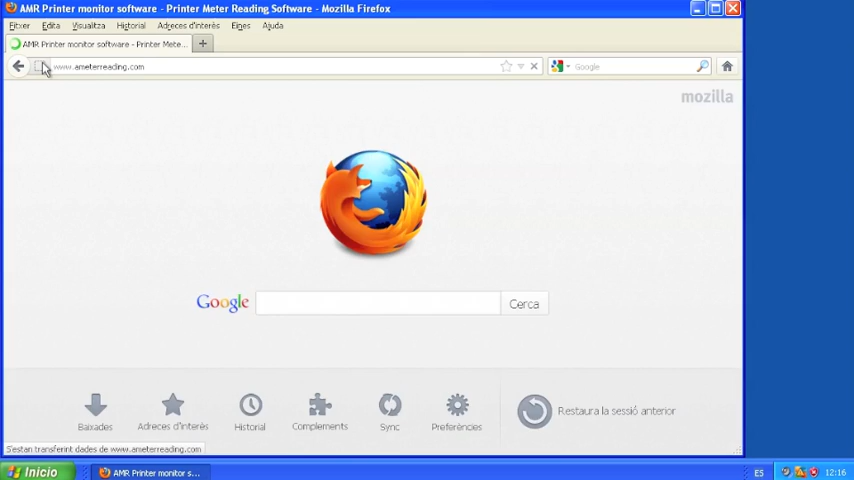 AMR Printer monitor software - Printer Meter Reading Software - Mozilla Firefox
Fitxer Edita Visualitza Historial Adreces d'interès Eines Ajuda
AMR Printer monitor software - Printer Mete...
www.ameterreading.com
Google
mozilla
Google
Cerca
Baixades
Adreces d'interès
Historial
Complements
Sync
Preferències
Restaura la sessió anterior
S'estan transferint dades de www.ameterreading.com
Inicio
AMR Printer monitor s...
ES
12:16